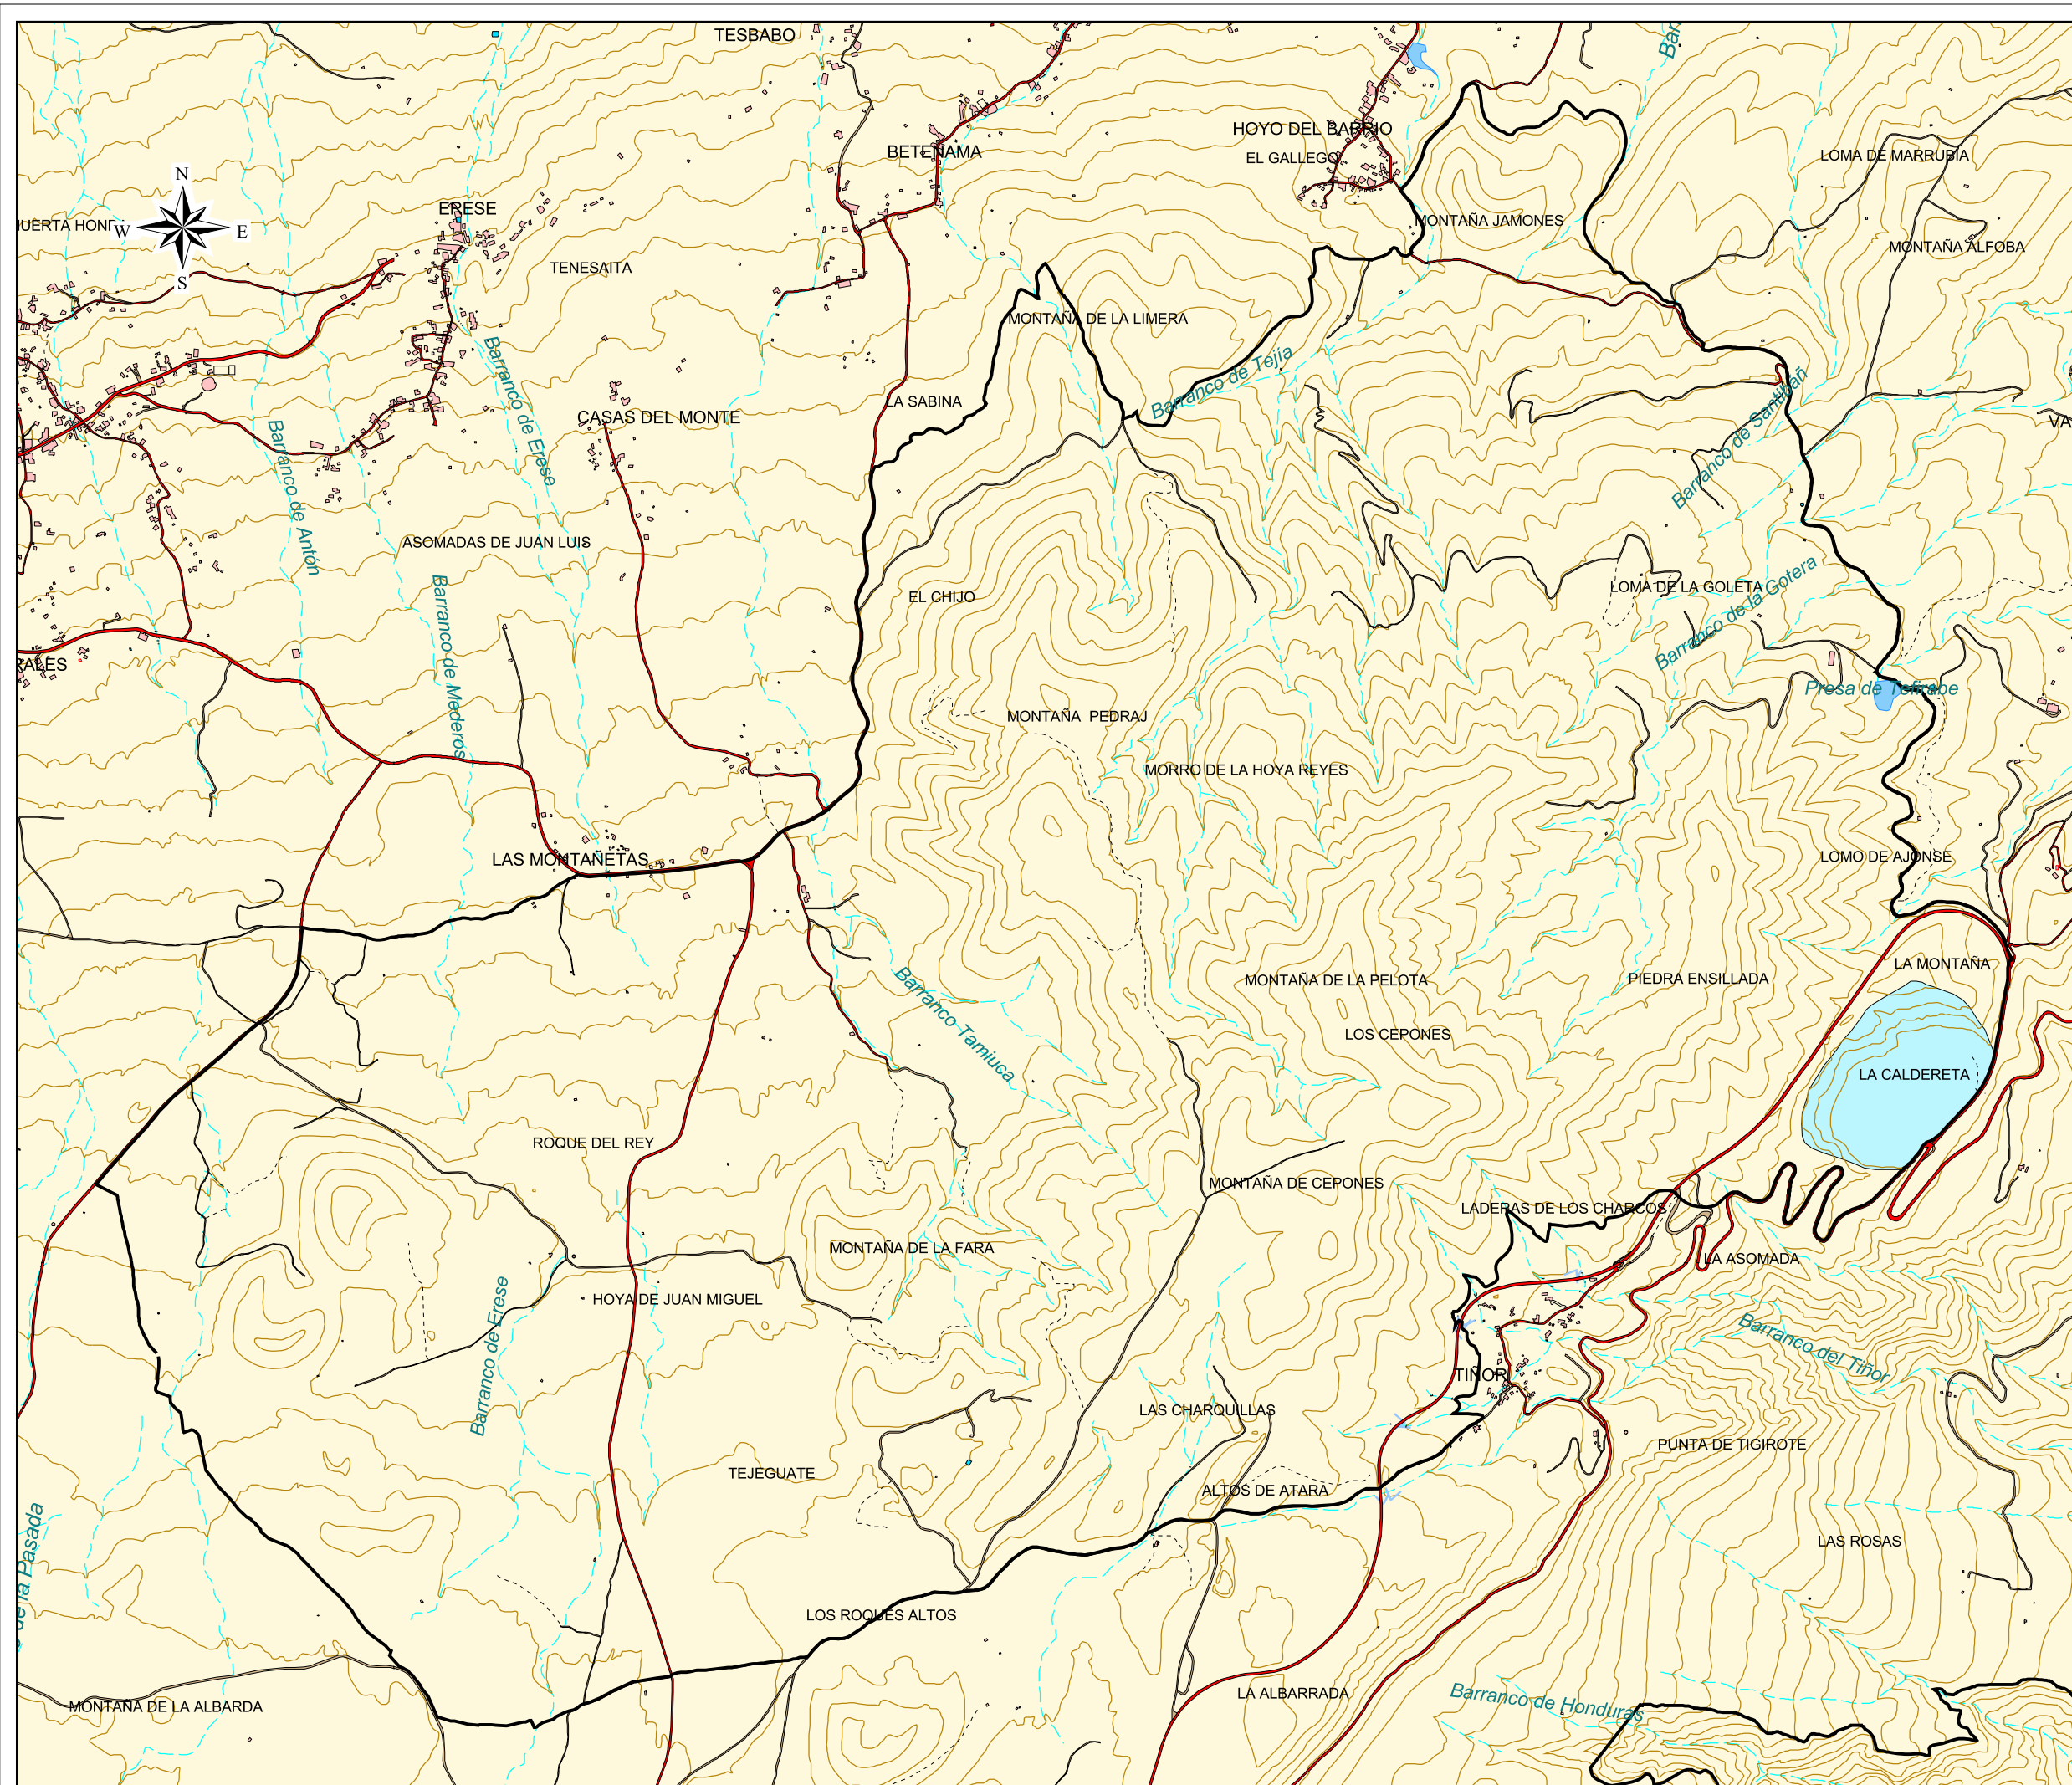 TESBABO
HOYO DEL BARRIO
BETENAMA
EL GALLEGO
LOMA DE MARRUBIA
N
W
E
S
ERESE
MONTAÑA JAMONES
MONTAÑA ALFOBA
TENESAITA
MONTAÑA DE LA LIMERA
Barranco de Tejía
Barranco de Erese
LA SABINA
CASAS DEL MONTE
Barranco de Antón
ASOMADAS DE JUAN LUIS
LOMA DE LA GOLETA
EL CHIJO
Barranco de la Gotera
Barranco de Mederos
Presa de Tefirabe
MONTAÑA PEDRAJ
MORRO DE LA HOYA REYES
LAS MONTAÑETAS
LOMO DE AJONSE
LA MONTAÑA
MONTAÑA DE LA PELOTA
PIEDRA ENSILLADA
Barranco Tamiuca
LOS CEPONES
LA CALDERETA
ROQUE DEL REY
MONTAÑA DE CEPONES
LADERAS DE LOS CHARCOS
MONTAÑA DE LA FARA
LA ASOMADA
HOYA DE JUAN MIGUEL
Barranco de Erese
Barranco del Tiñor
TIÑOR
LAS CHARQUILLAS
PUNTA DE TIGIROTE
TEJEGUATE
ALTOS DE ATARA
de la Pasada
LAS ROSAS
LOS ROQUES ALTOS
LA ALBARRADA
Barranco de Honduras
MONTAÑA DE LA ALBARDA